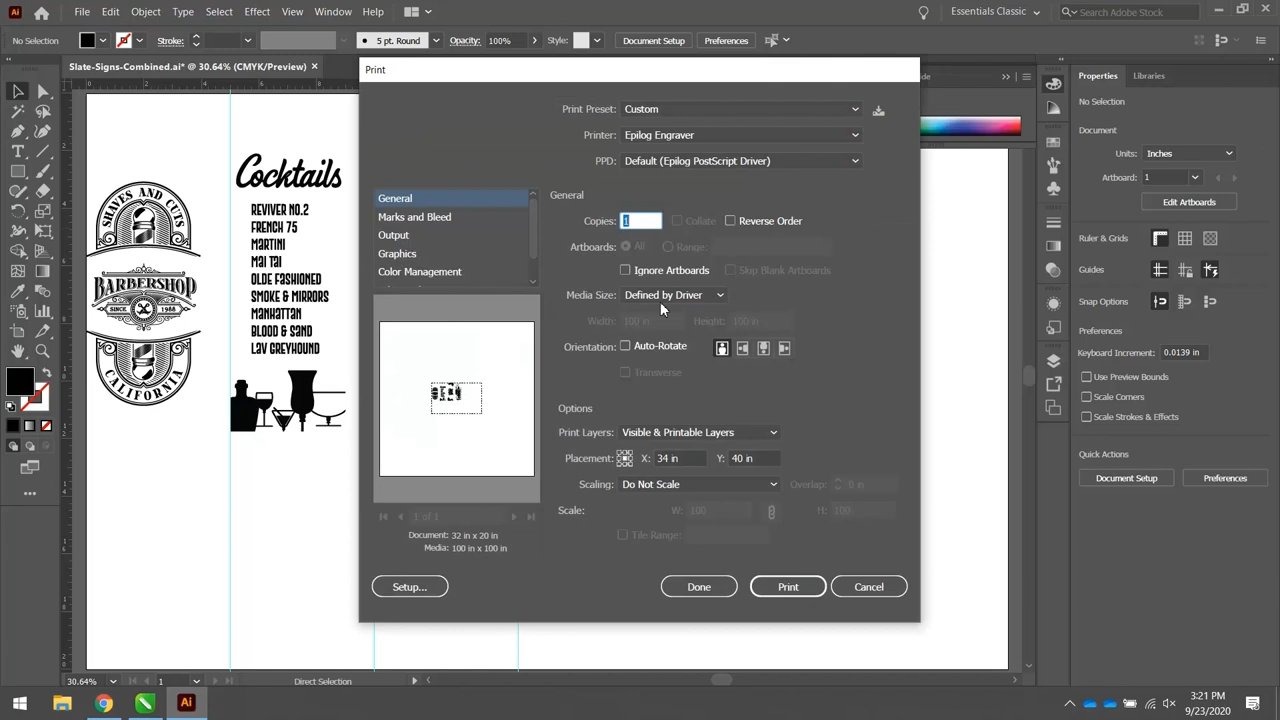 File Edit Object Type Select Effect View Window Help
Essentials Classic
Search Adobe Stock
No Selection
Stroke:
5 pt. Round
Opacity: 100%
Style:
Document Setup
Preferences
Slate-Signs-Combined.ai* @ 30.64% (CMYK/Preview)
Print
Print Preset: Custom
Printer: Epilog Engraver
PPD: Default (Epilog PostScript Driver)
General
Marks and Bleed
Output
Graphics
Color Management
General
Copies: 1
Collate
Reverse Order
Artboards: All
Range:
Ignore Artboards
Skip Blank Artboards
Media Size: Defined by Driver
Width: 100 in
Height: 100 in
Orientation: Auto-Rotate
Transverse
Options
Print Layers: Visible & Printable Layers
Placement: X: 34 in Y: 40 in
Scaling: Do Not Scale
Overlap: 0 in
Scale: W: 100 H: 100
Tile Range:
1 of 1
Document: 32 in x 20 in
Media: 100 in x 100 in
Setup...
Done
Print
Cancel
SHAVES AND CUTS
BARBERSHOP
SINCE 1988
CALIFORNIA
Cocktails
REVIVER NO.2
FRENCH 75
MARTINI
MAI TAI
OLDE FASHIONED
SMOKE & MIRRORS
MANHATTAN
BLOOD & SAND
LAV GREYHOUND
Properties
Libraries
No Selection
Document
Units: Inches
Artboard: 1
Edit Artboards
Ruler & Grids
Guides
Snap Options
Preferences
Keyboard Increment: 0.0139 in
Use Preview Bounds
Scale Corners
Scale Strokes & Effects
Quick Actions
Document Setup
Preferences
30.64%
1
Direct Selection
3:21 PM
9/23/2020